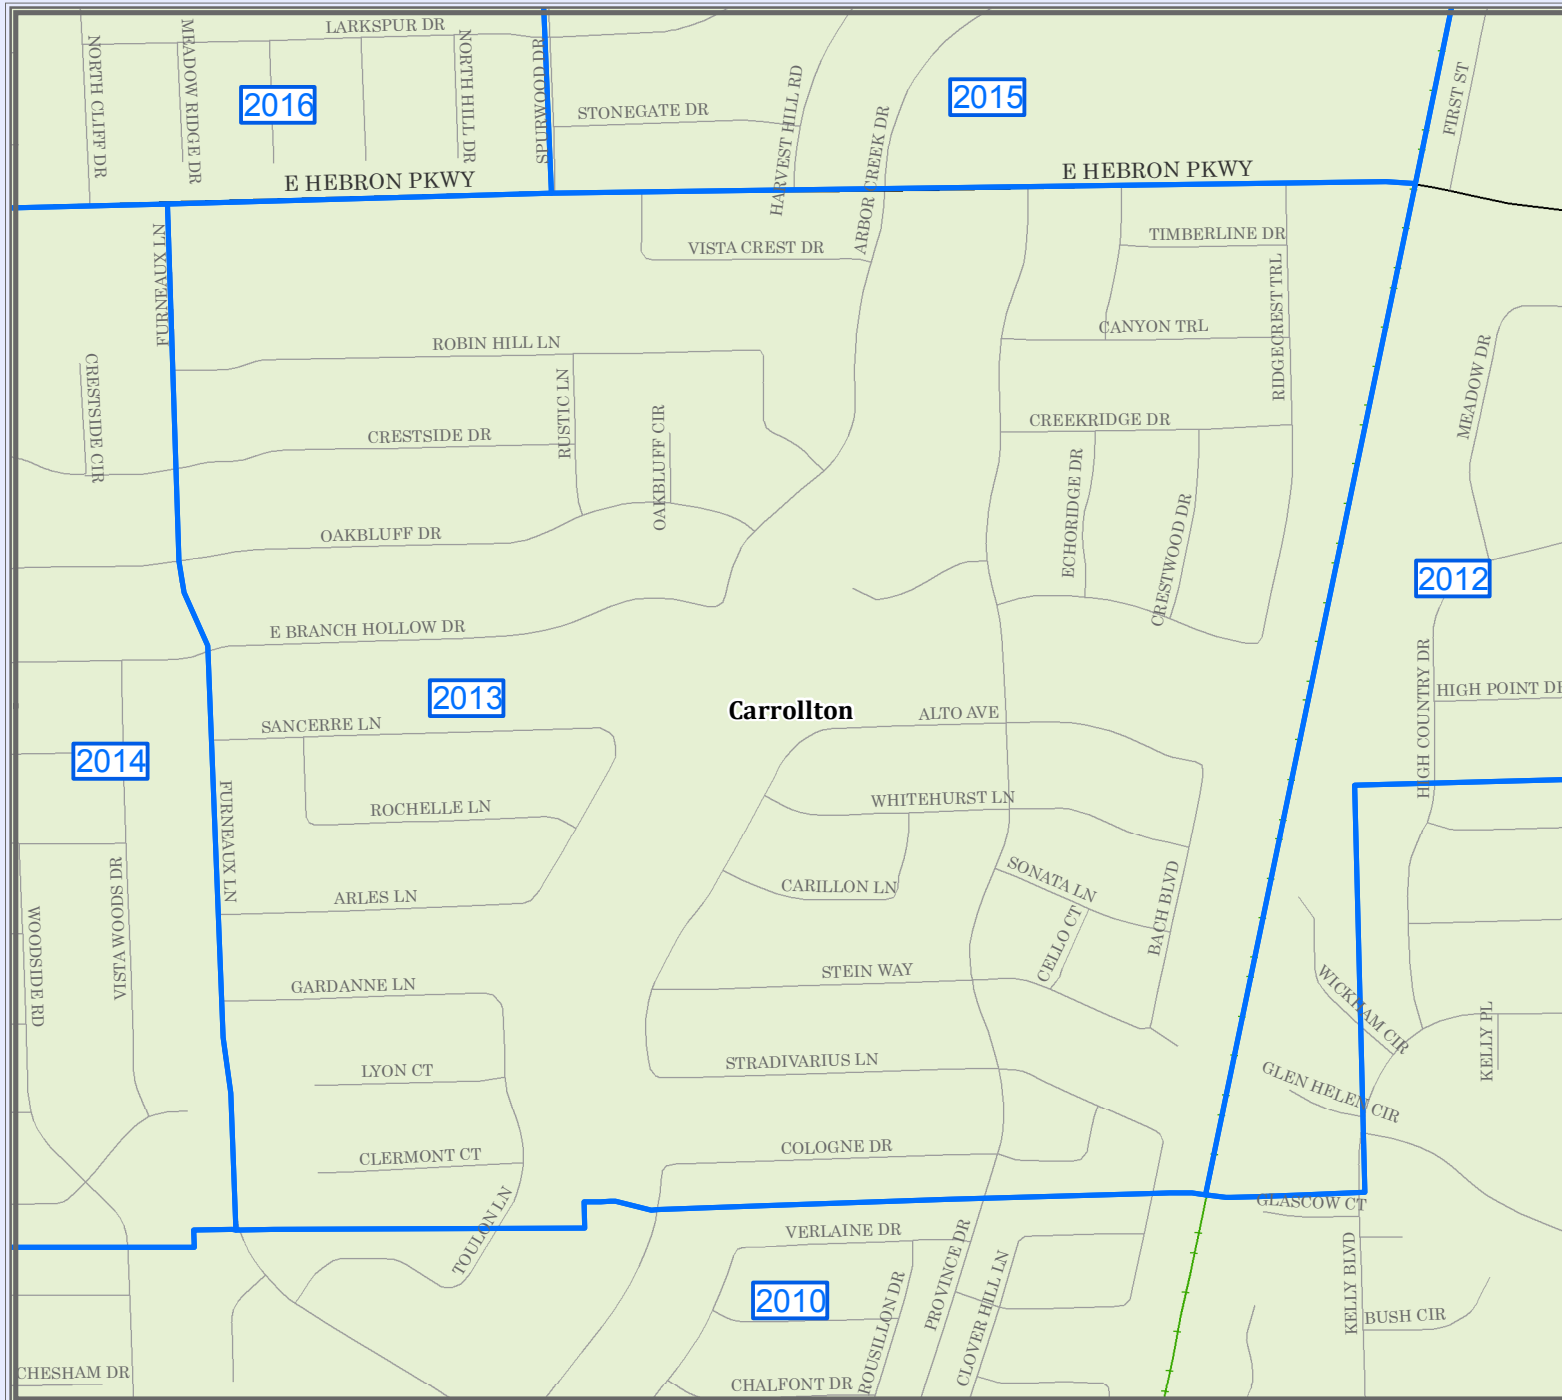 LARKSPUR DR
NORTH CLIFF DR
MEADOW RIDGE DR
NORTH HILL DR
SPURWOOD DR
2016
STONEGATE DR
HARVEST HILL RD
ARBOR CREEK DR
2015
FIRST ST
E HEBRON PKWY
E HEBRON PKWY
FURNEAUX LN
VISTA CREST DR
TIMBERLINE DR
RIDGECREST TRL
CANYON TRL
MEADOW DR
ROBIN HILL LN
CRESTSIDE CIR
RUSTIC LN
OAKBLUFF CIR
CRESTSIDE DR
CREEKRIDGE DR
ECHORIDGE DR
CRESTWOOD DR
OAKBLUFF DR
2012
E BRANCH HOLLOW DR
HIGH COUNTRY DR
HIGH POINT DR
2013
Carrollton
SANCERRE LN
ALTO AVE
2014
FURNEAUX LN
ROCHELLE LN
WHITEHURST LN
VISTA WOODS DR
ARLES LN
CARILLON LN
SONATA LN
CELLO CT
BACH BLVD
WOODSIDE RD
GARDANNE LN
STEIN WAY
WICKHAM CIR
KELLY PL
LYON CT
STRADIVARIUS LN
GLEN HELEN CIR
CLERMONT CT
COLOGNE DR
TOULON LN
GLASCOW CT
VERLAINE DR
PROVINCE DR
CLOVER HILL LN
ROUSILLON DR
KELLY BLVD
2010
BUSH CIR
CHESHAM DR
CHALFONT DR